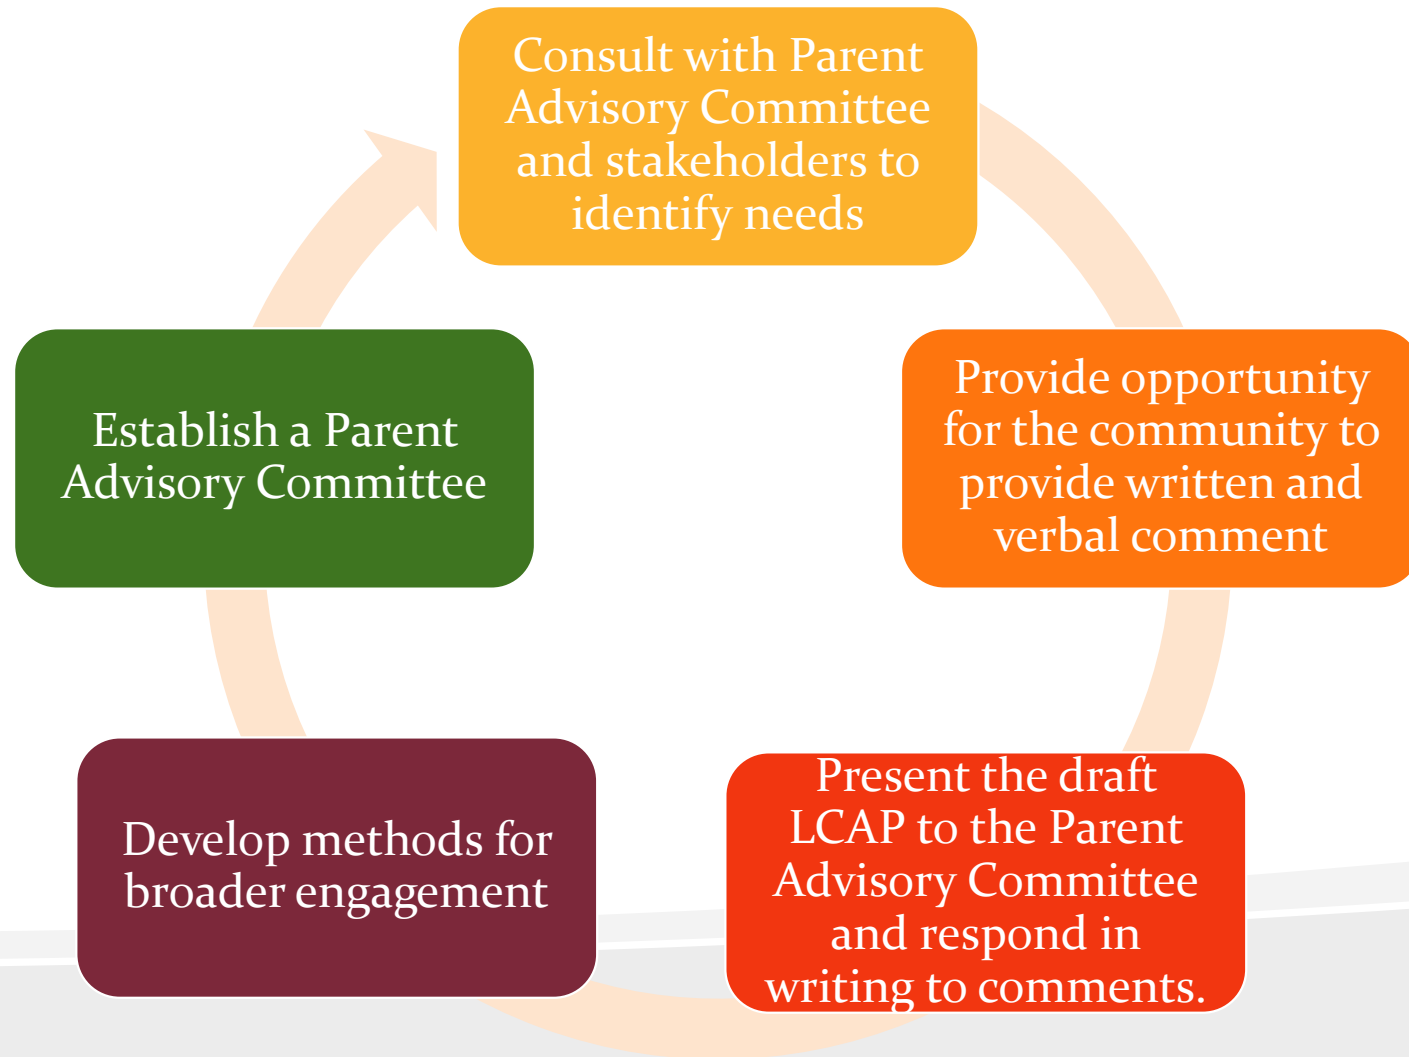 Consult with Parent
Advisory Committee
and stakeholders to
identify needs
Provide opportunity
for the community to
provide written and
verbal comment
Present the draft
LCAP to the Parent
Advisory Committee
and respond in
writing to comments.
Develop methods for
broader engagement
Establish a Parent
Advisory Committee